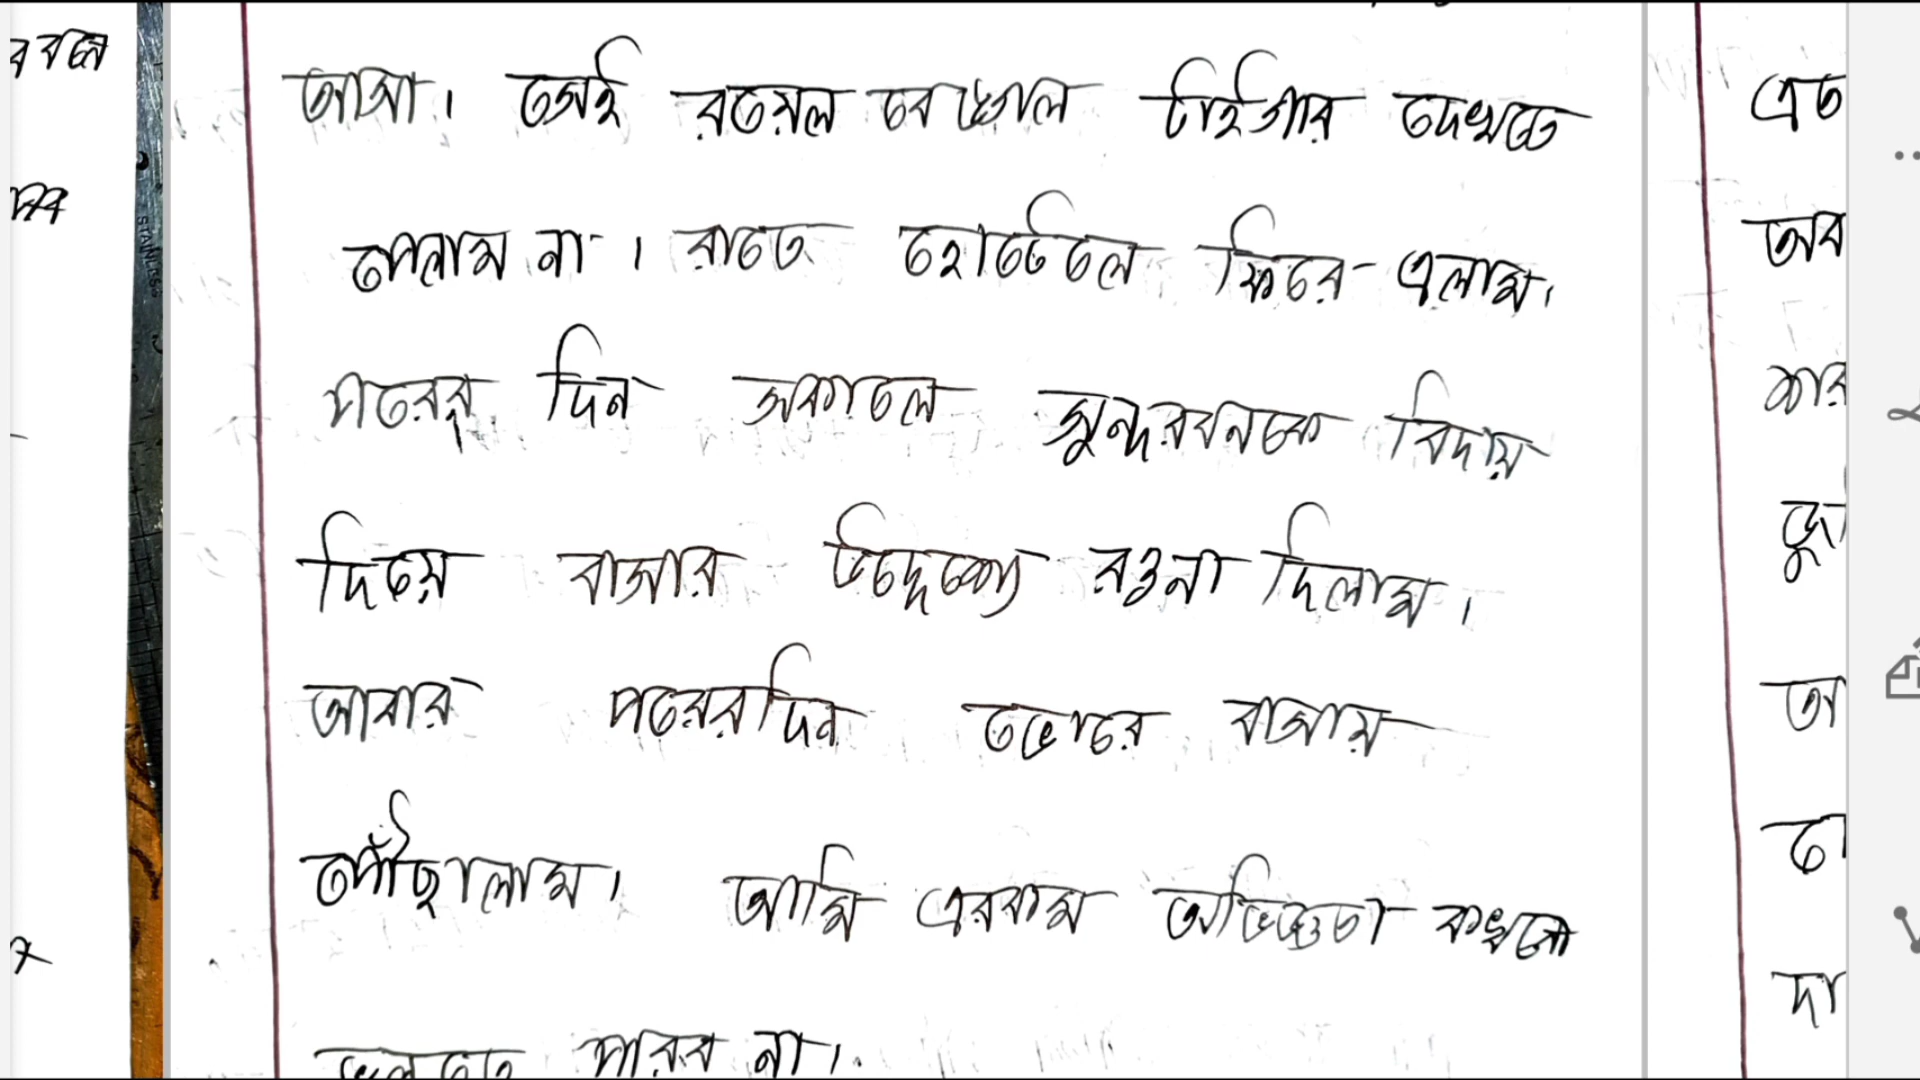 আসা। সেই রয়েল বেঙ্গল টাইগার দেখতে
পেলাম না। রাতে হোটেলে ফিরে এলাম।
পরের দিন সকালে সুন্দরবনকে বিদায়
দিয়ে বাসার উদ্দেশ্যে রওনা দিলাম।
আবার পরেরদিন ভোরে বাসায়
পৌঁছালাম। আমি এরকম অভিজ্ঞতা কখনো
ভুলতে পারব না।